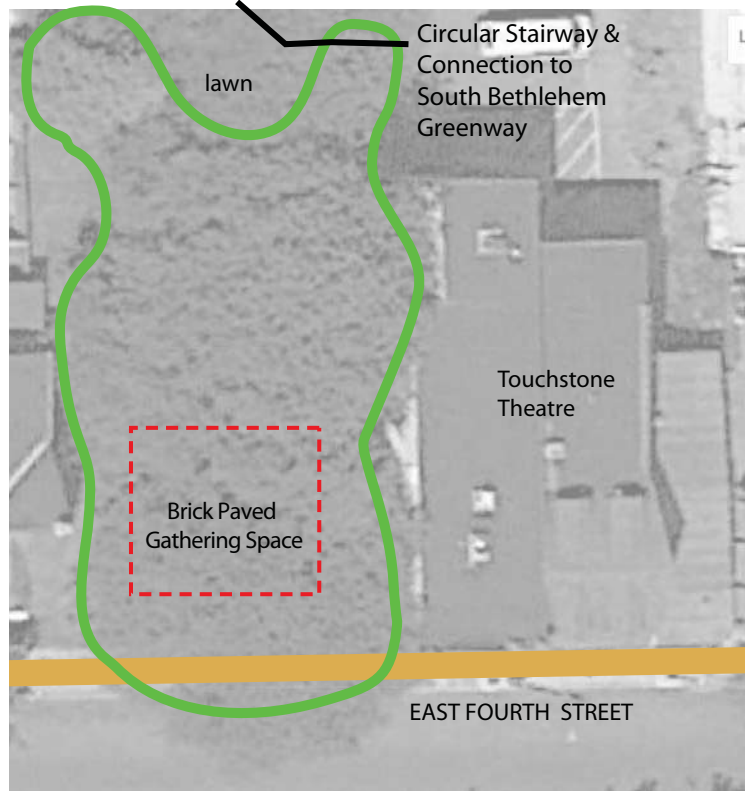 Circular Stairway &
Connection to
South Bethlehem
Greenway
lawn
Touchstone
Theatre
Brick Paved
Gathering Space
EAST FOURTH STREET
L